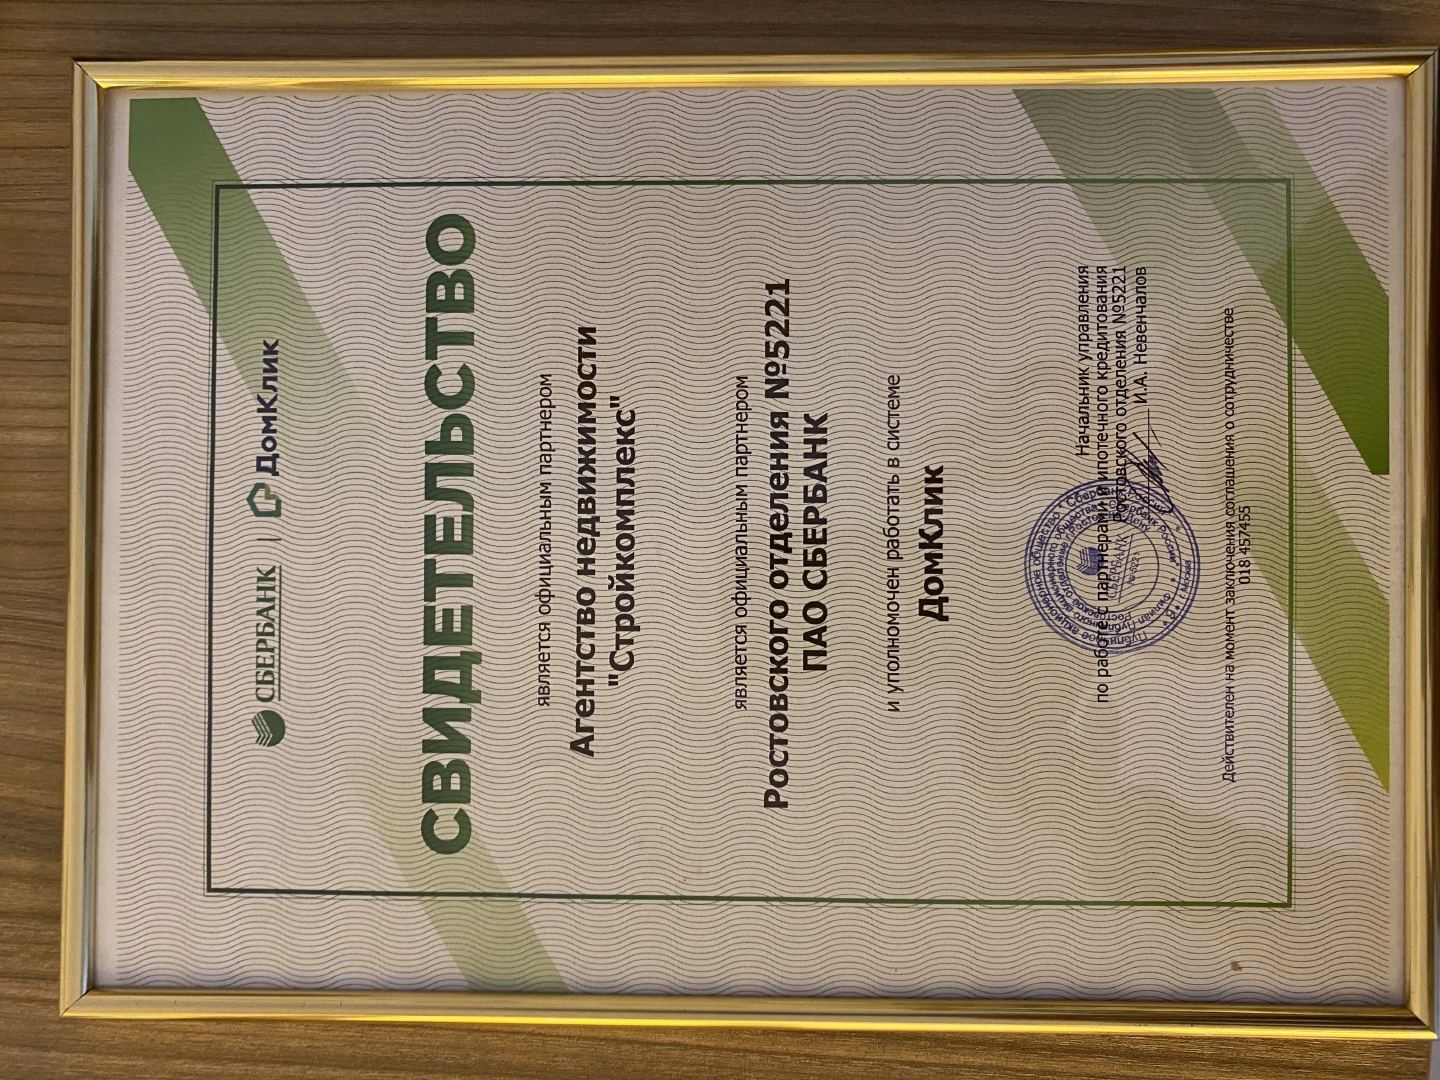 СБЕРБАНК | ДомКлик
СВИДЕТЕЛЬСТВО
является официальным партнером
Агентство недвижимости
"Стройкомплекс"
является официальным партнером
Ростовского отделения №5221
ПАО СБЕРБАНК
и уполномочен работать в системе
ДомКлик
Начальник управления
по работе с партнерами и ипотечного кредитования
Ростовского отделения №5221
И.А. Невенчалов
СБЕРБАНК
№5221
Действителен на момент заключения соглашения о сотрудничестве
018 457455